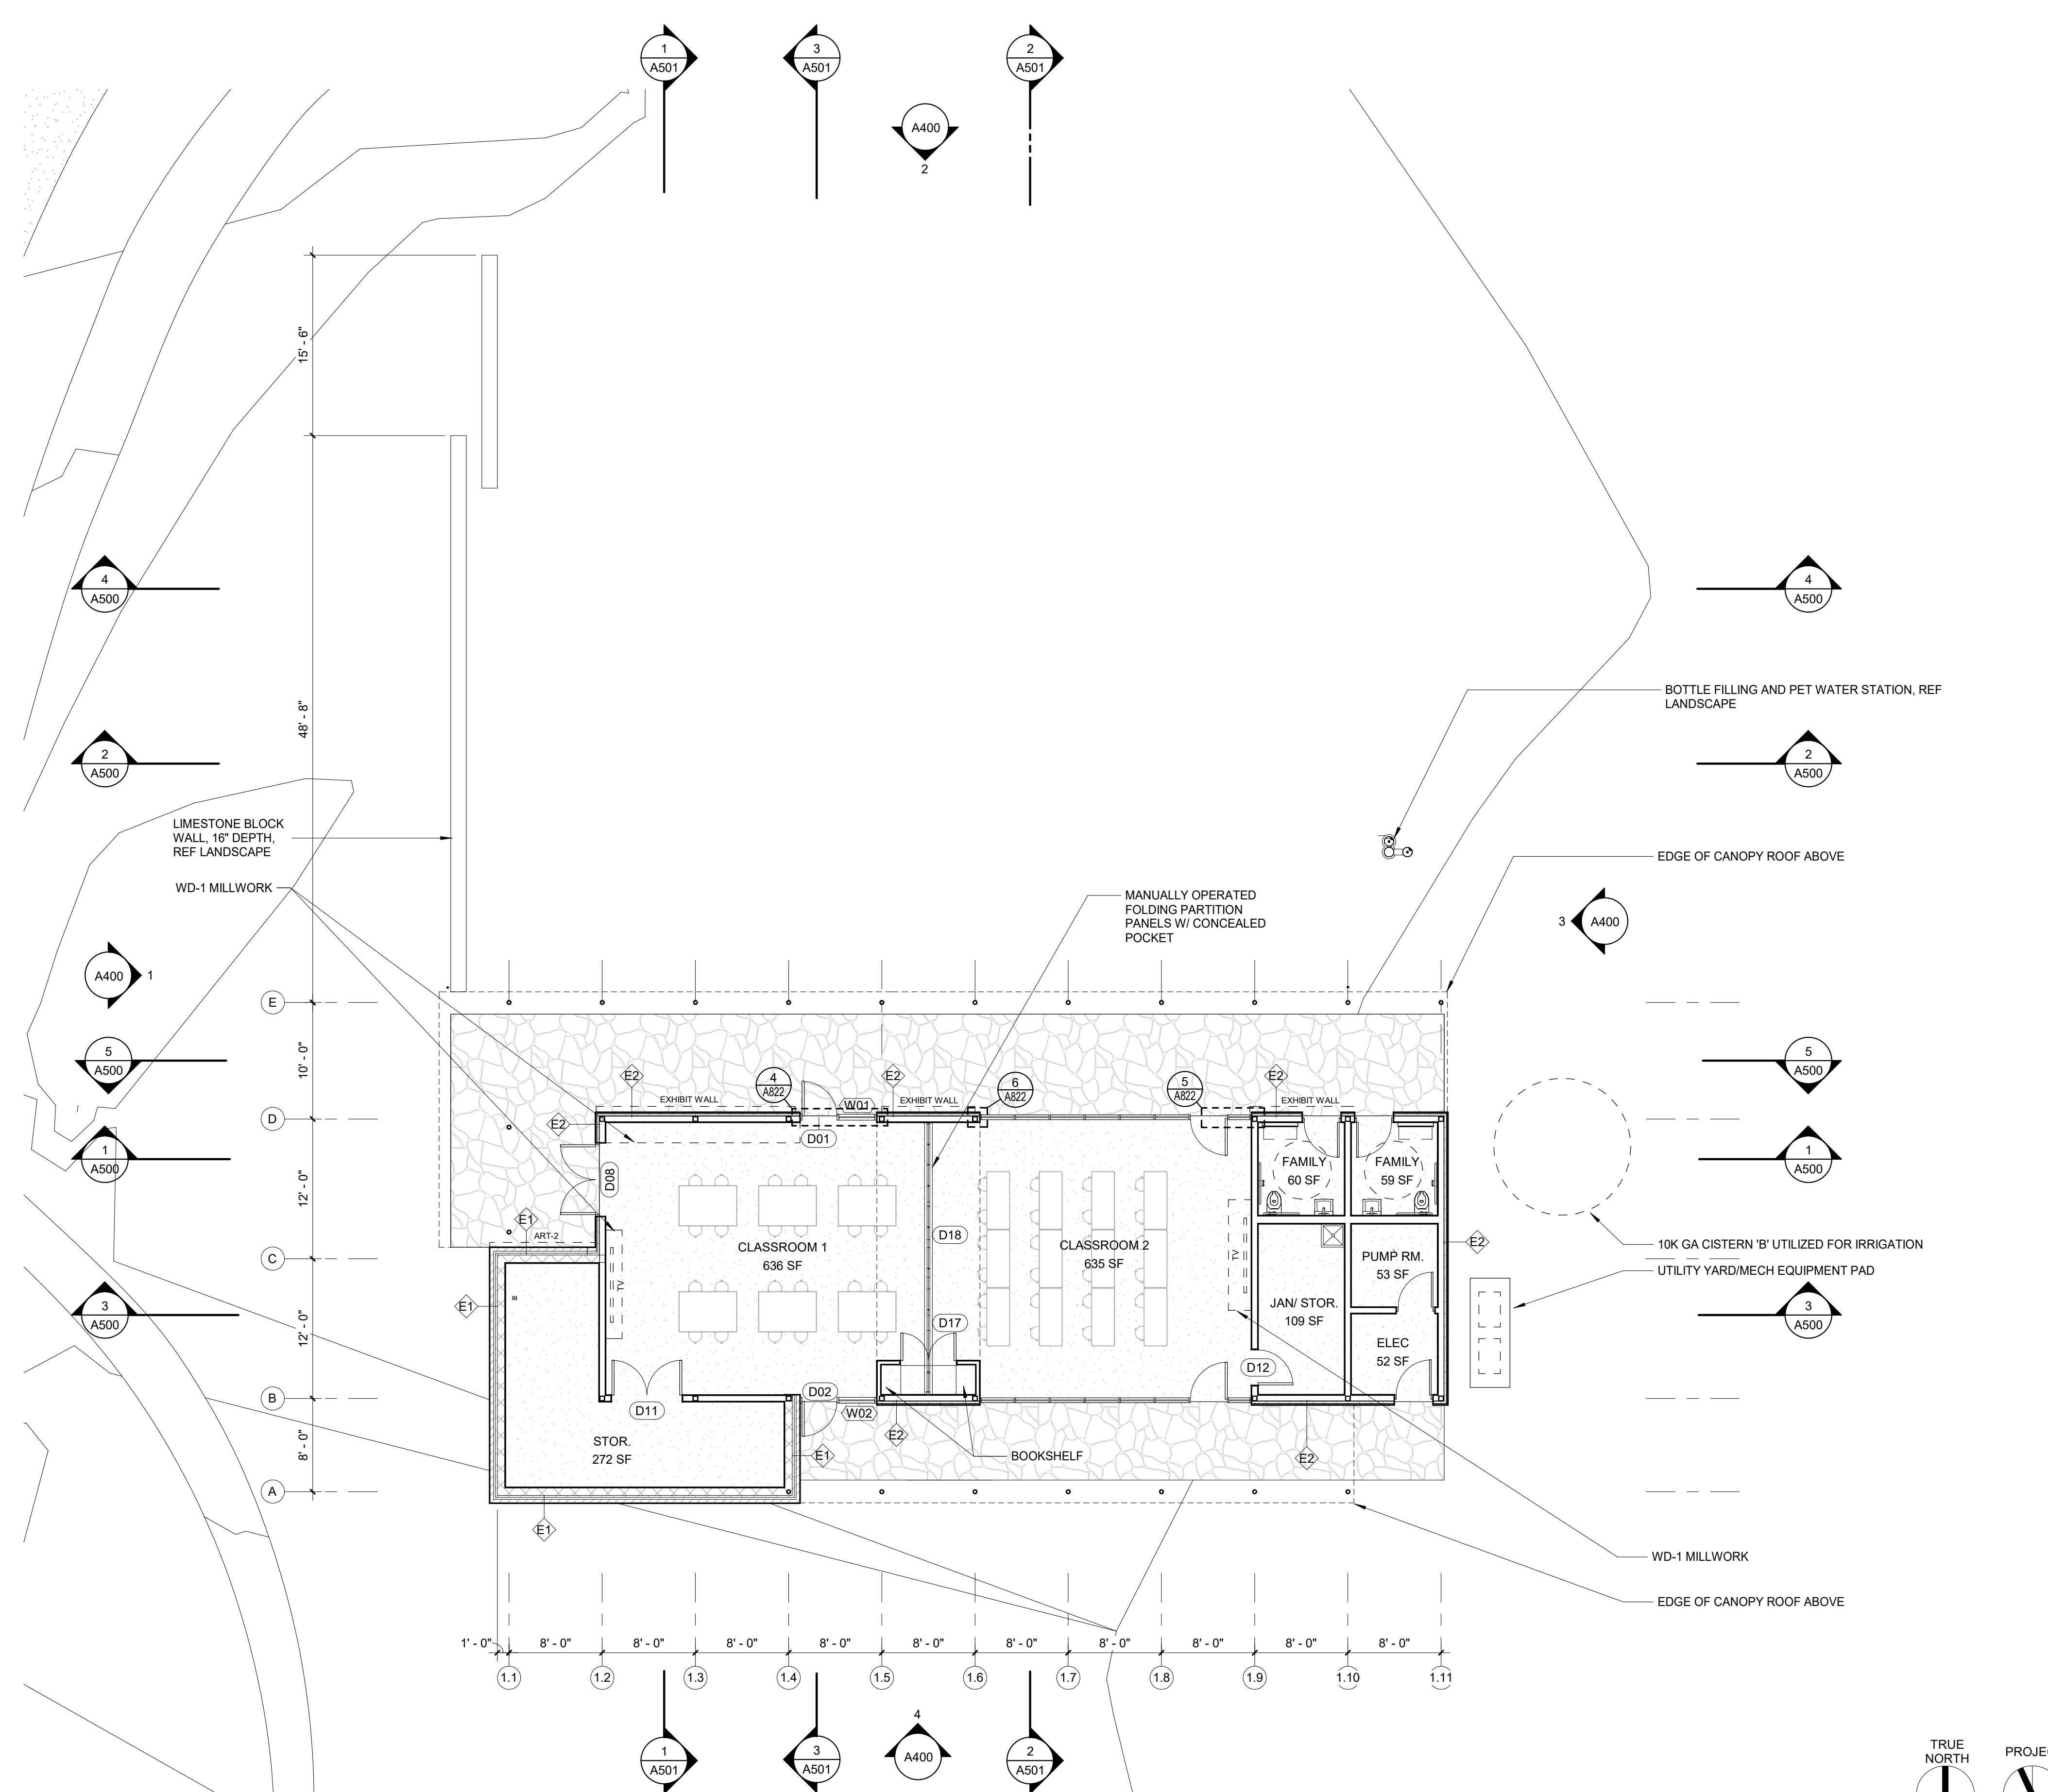 1
A501
3
A501
2
A501
A400
2
15' - 6"
48' - 8"
4
A500
4
A500
BOTTLE FILLING AND PET WATER STATION, REF
LANDSCAPE
2
A500
2
A500
LIMESTONE BLOCK
WALL, 16" DEPTH,
REF LANDSCAPE
EDGE OF CANOPY ROOF ABOVE
WD-1 MILLWORK
MANUALLY OPERATED
FOLDING PARTITION
PANELS W/ CONCEALED
POCKET
3
A400
A400
1
E
5
A500
5
A500
10' - 0"
E2
4
A822
E2
6
A822
5
A822
E2
EXHIBIT WALL
W01
EXHIBIT WALL
EXHIBIT WALL
D
E2
D01
1
A500
1
A500
12' - 0"
D08
FAMILY
60 SF
FAMILY
59 SF
E1
ART-2
D18
E2
CLASSROOM 1
636 SF
CLASSROOM 2
635 SF
TV
TV
C
PUMP RM.
53 SF
10K GA CISTERN 'B' UTILIZED FOR IRRIGATION
UTILITY YARD/MECH EQUIPMENT PAD
3
A500
3
A500
E1
12' - 0"
D17
JAN/ STOR.
109 SF
ELEC
52 SF
D12
B
D11
D02
W02
E2
8' - 0"
STOR.
272 SF
E1
BOOKSHELF
E2
A
E1
WD-1 MILLWORK
EDGE OF CANOPY ROOF ABOVE
1' - 0"
8' - 0"
8' - 0"
8' - 0"
8' - 0"
8' - 0"
8' - 0"
8' - 0"
8' - 0"
8' - 0"
8' - 0"
1.1
1.2
1.3
1.4
1.5
1.6
1.7
1.8
1.9
1.10
1.11
1
A501
3
A501
4
A400
2
A501
TRUE
NORTH